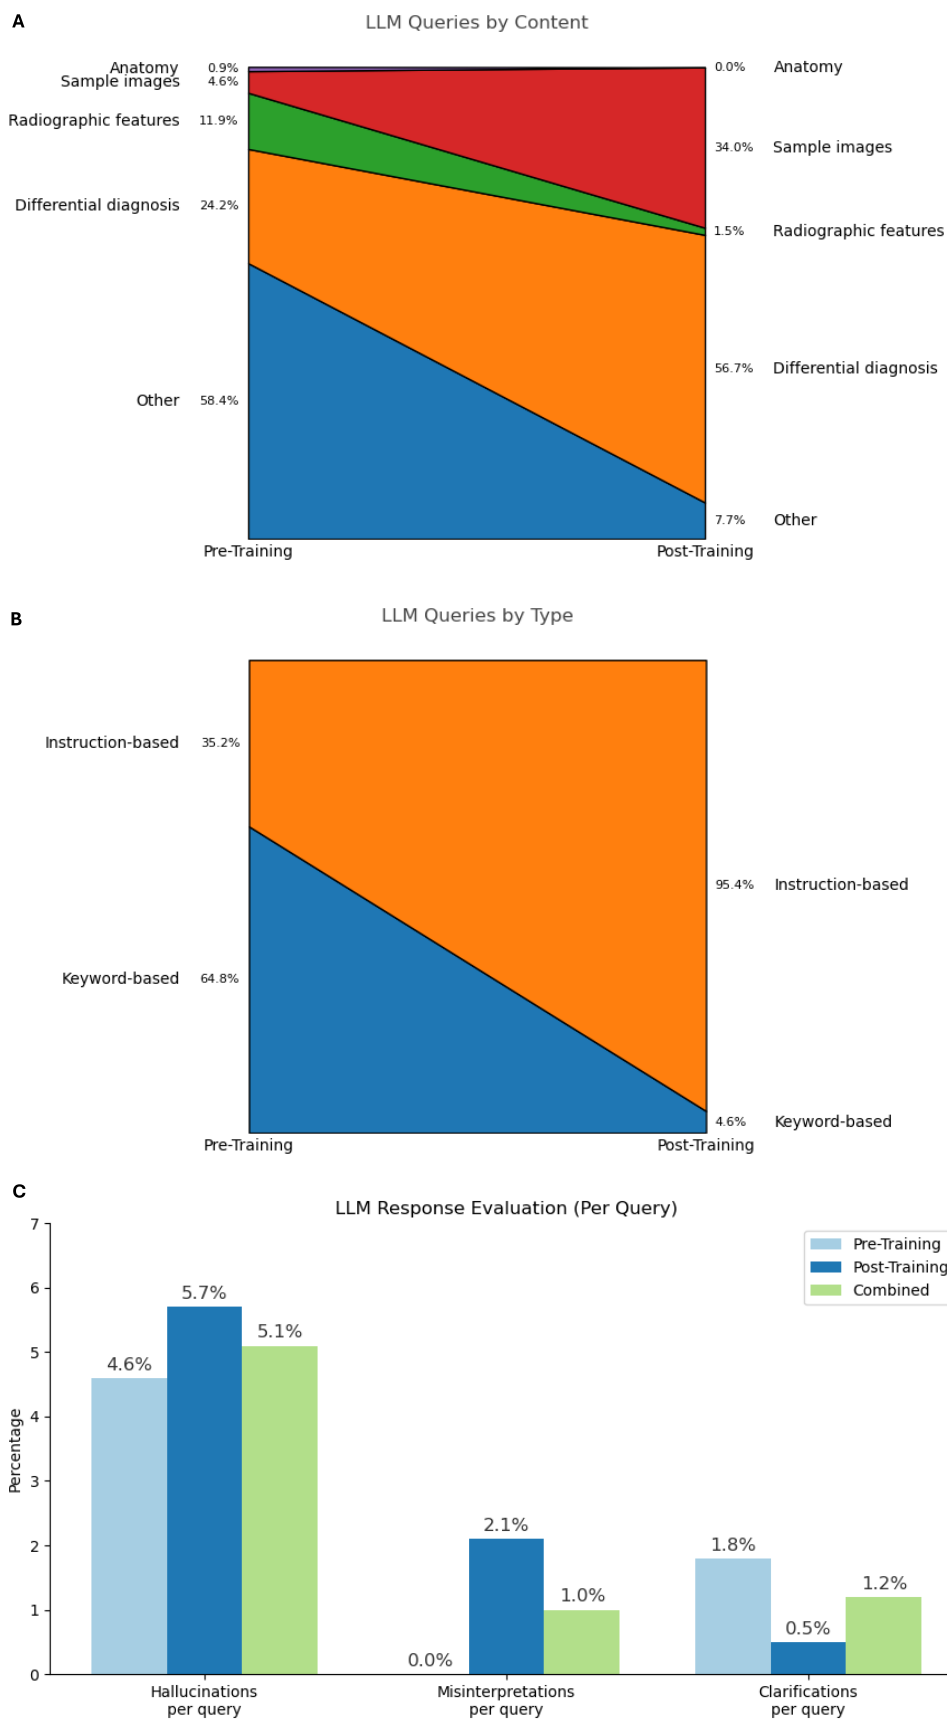 A
LLM Queries by Content
Anatomy 0.9%
0.0% Anatomy
Sample images 4.6%
Radiographic features 11.9%
34.0% Sample images
Differential diagnosis 24.2%
1.5% Radiographic features
56.7% Differential diagnosis
Other 58.4%
7.7% Other
Pre-Training
Post-Training
B
LLM Queries by Type
Instruction-based 35.2%
95.4% Instruction-based
Keyword-based 64.8%
4.6% Keyword-based
Pre-Training
Post-Training
C
LLM Response Evaluation (Per Query)
Pre-Training
Post-Training
Combined
Percentage
7
6
5
4
3
2
1
0
4.6%
5.7%
5.1%
0.0%
2.1%
1.0%
1.8%
0.5%
1.2%
Hallucinations
per query
Misinterpretations
per query
Clarifications
per query